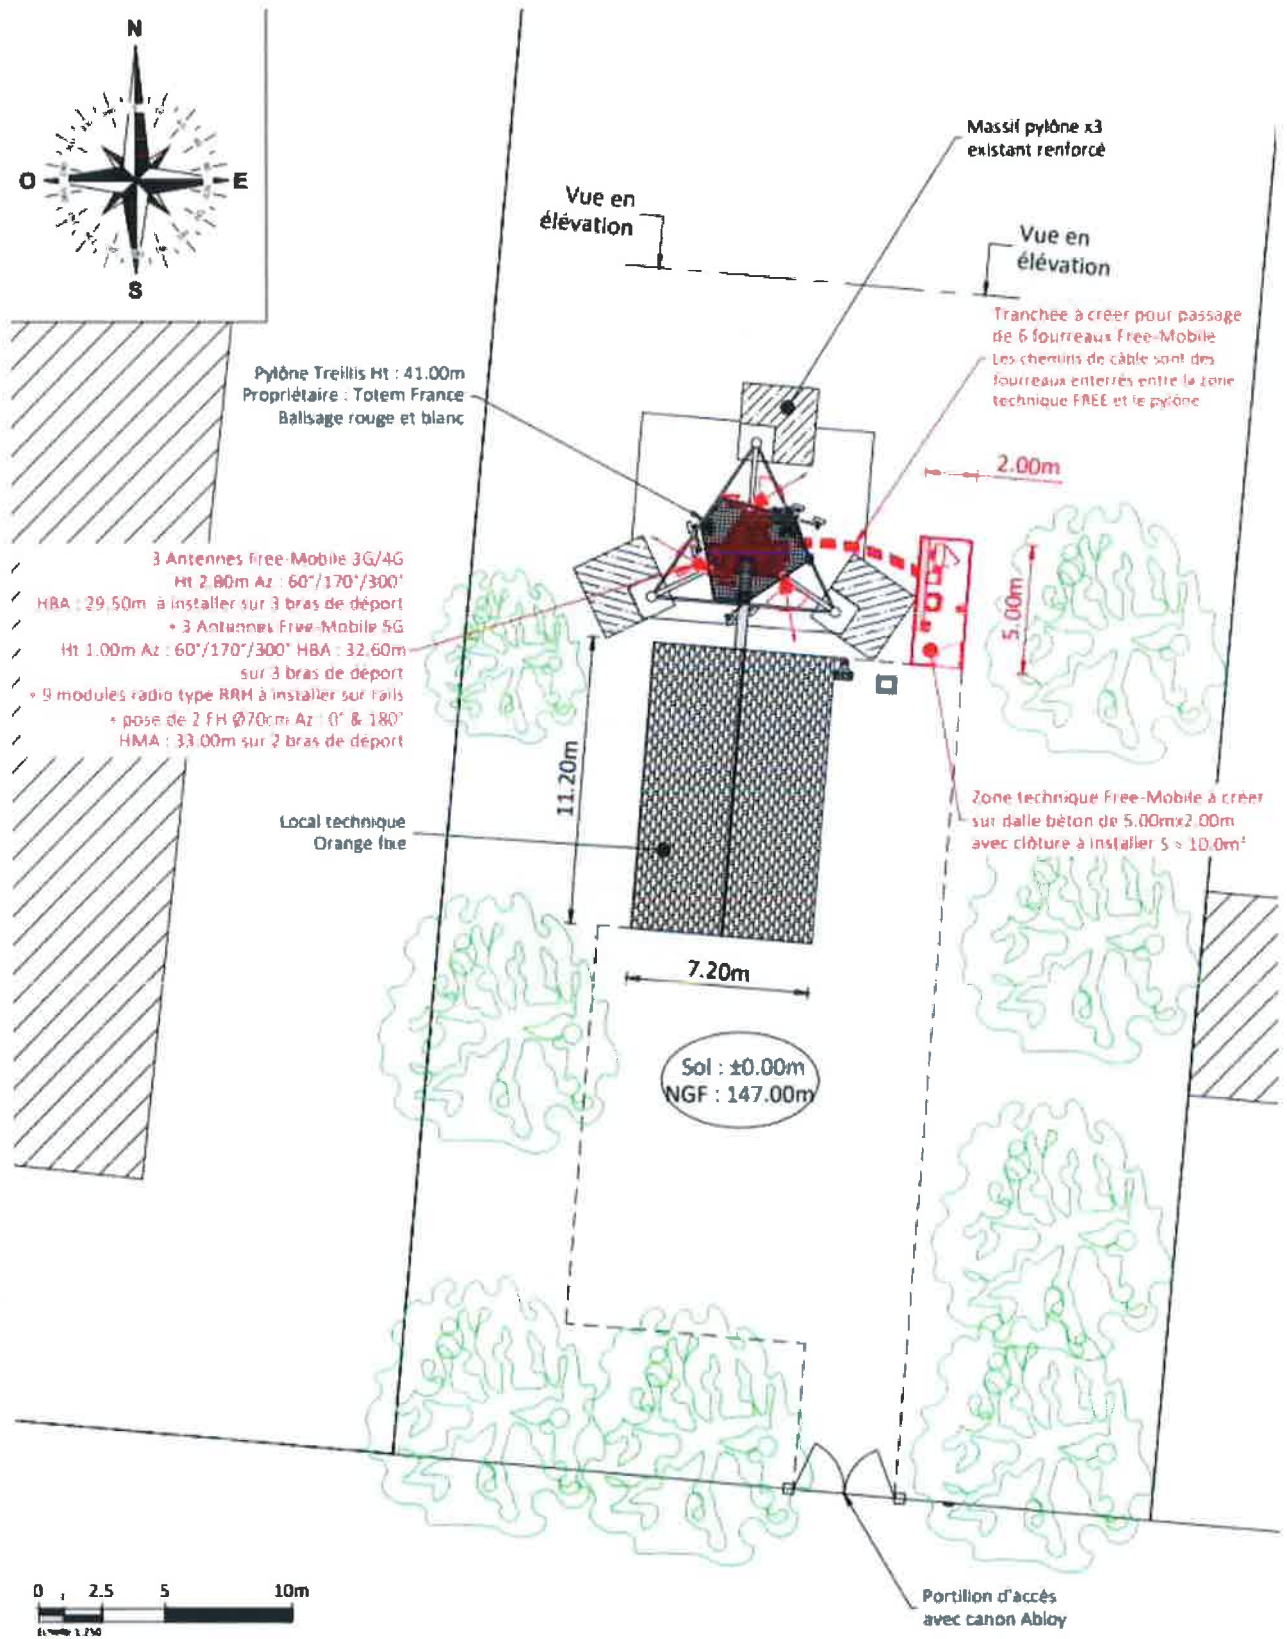 N
O
E
S
Massif pylône x3
existant renforcé
Vue en
élévation
Vue en
élévation
Tranchée à créer pour passage
de 6 fourreaux Free-Mobile
Les chemins de câble sont des
fourreaux enterrés entre la zone
technique FREE et le pylône
Pylône Treillis Ht : 41.00m
Propriétaire : Totem France
Balisage rouge et blanc
2.00m
5.00m
3 Antennes Free-Mobile 3G/4G
Ht 2.80m Az : 60°/170°/300°
HBA : 29.50m à installer sur 3 bras de déport
+ 3 Antennes Free-Mobile 5G
Ht 1.00m Az : 60°/170°/300° HBA : 32.60m
sur 3 bras de déport
+ 9 modules radio type RRH à installer sur rails
+ pose de 2 FH Ø70cm Az : 0° & 180°
HMA : 33.00m sur 2 bras de déport
11.20m
Local technique
Orange fixe
Zone technique Free-Mobile à créer
sur dalle béton de 5.00mx2.00m
avec clôture à installer S = 10.0m²
7.20m
Sol : ±0.00m
NGF : 147.00m
0 2.5 5 10m
Echelle 1:250
Portillon d'accès
avec canon Abloy